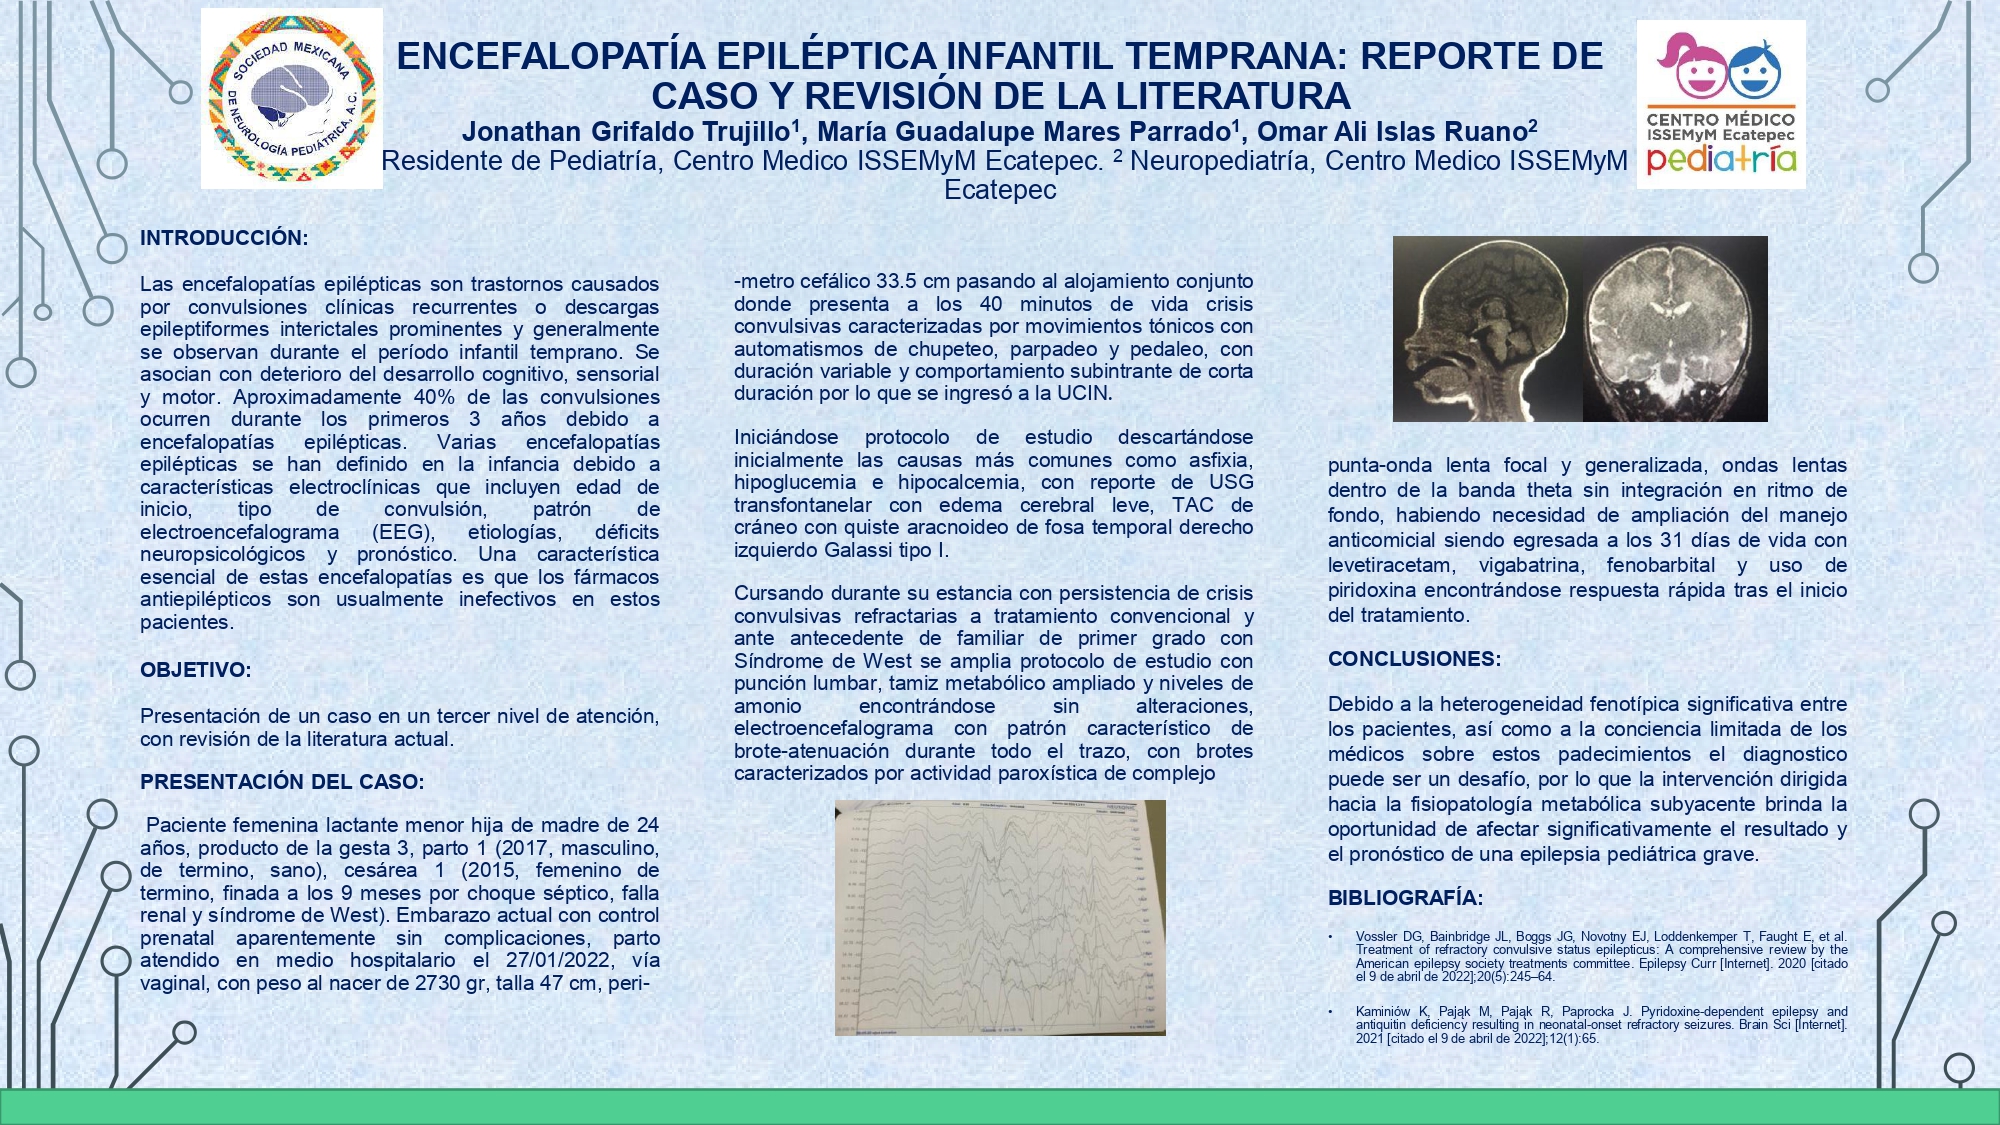 SOCIEDAD MEXICANA
DE NEUROLOGÍA PEDIÁTRICA, A.C.
ENCEFALOPATÍA EPILÉPTICA INFANTIL TEMPRANA: REPORTE DE
CASO Y REVISIÓN DE LA LITERATURA
Jonathan Grifaldo Trujillo¹, María Guadalupe Mares Parrado¹, Omar Ali Islas Ruano²
Residente de Pediatría, Centro Medico ISSEMyM Ecatepec. ² Neuropediatría, Centro Medico ISSEMyM
Ecatepec
CENTRO MÉDICO
ISSEMyM Ecatepec
pediatría
INTRODUCCIÓN:
Las encefalopatías epilépticas son trastornos causados
por convulsiones clínicas recurrentes o descargas
epileptiformes interictales prominentes y generalmente
se observan durante el período infantil temprano. Se
asocian con deterioro del desarrollo cognitivo, sensorial
y motor. Aproximadamente 40% de las convulsiones
ocurren durante los primeros 3 años debido a
encefalopatías epilépticas. Varias encefalopatías
epilépticas se han definido en la infancia debido a
características electroclínicas que incluyen edad de
inicio, tipo de convulsión, patrón de
electroencefalograma (EEG), etiologías, déficits
neuropsicológicos y pronóstico. Una característica
esencial de estas encefalopatías es que los fármacos
antiepilépticos son usualmente inefectivos en estos
pacientes.
OBJETIVO:
Presentación de un caso en un tercer nivel de atención,
con revisión de la literatura actual.
PRESENTACIÓN DEL CASO:
Paciente femenina lactante menor hija de madre de 24
años, producto de la gesta 3, parto 1 (2017, masculino,
de termino, sano), cesárea 1 (2015, femenino de
termino, finada a los 9 meses por choque séptico, falla
renal y síndrome de West). Embarazo actual con control
prenatal aparentemente sin complicaciones, parto
atendido en medio hospitalario el 27/01/2022, vía
vaginal, con peso al nacer de 2730 gr, talla 47 cm, perí-
-metro cefálico 33.5 cm pasando al alojamiento conjunto
donde presenta a los 40 minutos de vida crisis
convulsivas caracterizadas por movimientos tónicos con
automatismos de chupeteo, parpadeo y pedaleo, con
duración variable y comportamiento subintrante de corta
duración por lo que se ingresó a la UCIN.
Iniciándose protocolo de estudio descartándose
inicialmente las causas más comunes como asfixia,
hipoglucemia e hipocalcemia, con reporte de USG
transfontanelar con edema cerebral leve, TAC de
cráneo con quiste aracnoideo de fosa temporal derecho
izquierdo Galassi tipo I.
Cursando durante su estancia con persistencia de crisis
convulsivas refractarias a tratamiento convencional y
ante antecedente de familiar de primer grado con
Síndrome de West se amplia protocolo de estudio con
punción lumbar, tamiz metabólico ampliado y niveles de
amonio encontrándose sin alteraciones,
electroencefalograma con patrón característico de
brote-atenuación durante todo el trazo, con brotes
caracterizados por actividad paroxística de complejo
punta-onda lenta focal y generalizada, ondas lentas
dentro de la banda theta sin integración en ritmo de
fondo, habiendo necesidad de ampliación del manejo
anticomicial siendo egresada a los 31 días de vida con
levetiracetam, vigabatrina, fenobarbital y uso de
piridoxina encontrándose respuesta rápida tras el inicio
del tratamiento.
CONCLUSIONES:
Debido a la heterogeneidad fenotípica significativa entre
los pacientes, así como a la conciencia limitada de los
médicos sobre estos padecimientos el diagnostico
puede ser un desafío, por lo que la intervención dirigida
hacia la fisiopatología metabólica subyacente brinda la
oportunidad de afectar significativamente el resultado y
el pronóstico de una epilepsia pediátrica grave.
BIBLIOGRAFÍA:
• Vossler DG, Bainbridge JL, Boggs JG, Novotny EJ, Loddenkemper T, Faught E, et al.
Treatment of refractory convulsive status epilepticus: A comprehensive review by the
American epilepsy society treatments committee. Epilepsy Curr [Internet]. 2020 [citado
el 9 de abril de 2022];20(5):245–64.
• Kaminiów K, Pająk M, Pająk R, Paprocka J. Pyridoxine-dependent epilepsy and
antiquitin deficiency resulting in neonatal-onset refractory seizures. Brain Sci [Internet].
2021 [citado el 9 de abril de 2022];12(1):65.